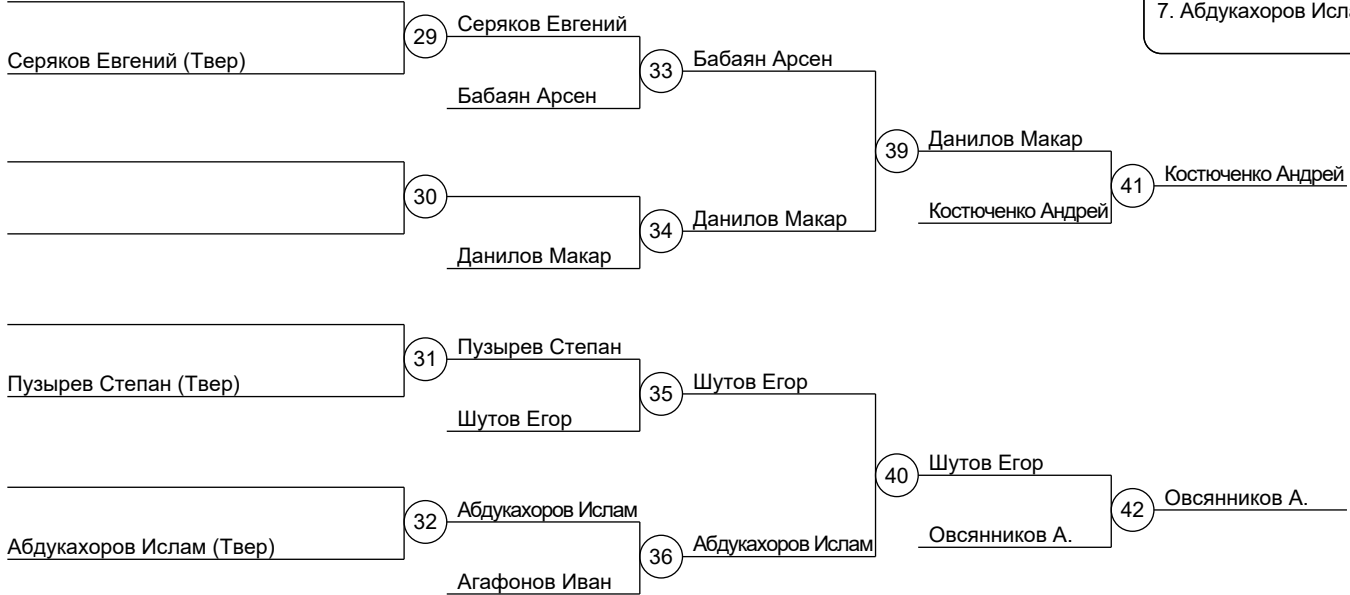 7. Абдукахоров
29
Серяков Евгений
Серяков Евгений (Твер)
33
Бабаян Арсен
Бабаян Арсен
39
Данилов Макар
41
Костюченко Андрей
30
34
Данилов Макар
Костюченко Андрей
Данилов Макар
31
Пузырев Степан
Пузырев Степан (Твер)
35
Шутов Егор
Шутов Егор
40
Шутов Егор
42
Овсянников А.
32
Абдукахоров Ислам
Абдукахоров Ислам (Твер)
36
Абдукахоров Ислам
Овсянников А.
Агафонов Иван